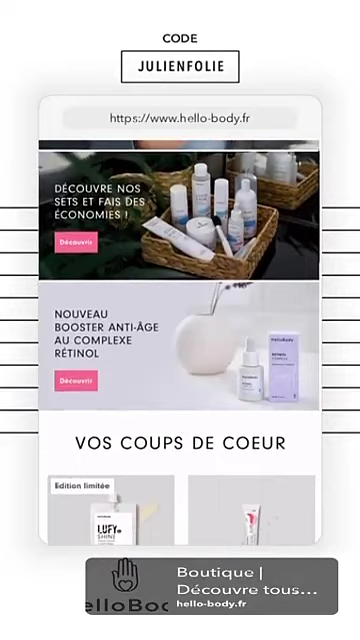 CODE
JULIENFOLIE
https://www.hello-body.fr
DÉCOUVRE NOS
SETS ET FAIS DES
ÉCONOMIES !
Découvrir
NOUVEAU
BOOSTER ANTI-ÂGE
AU COMPLEXE
RÉTINOL
Découvrir
VOS COUPS DE COEUR
Edition limitée
LUFY
SHINE
elloBoc
Boutique |
Découvre tous...
hello-body.fr